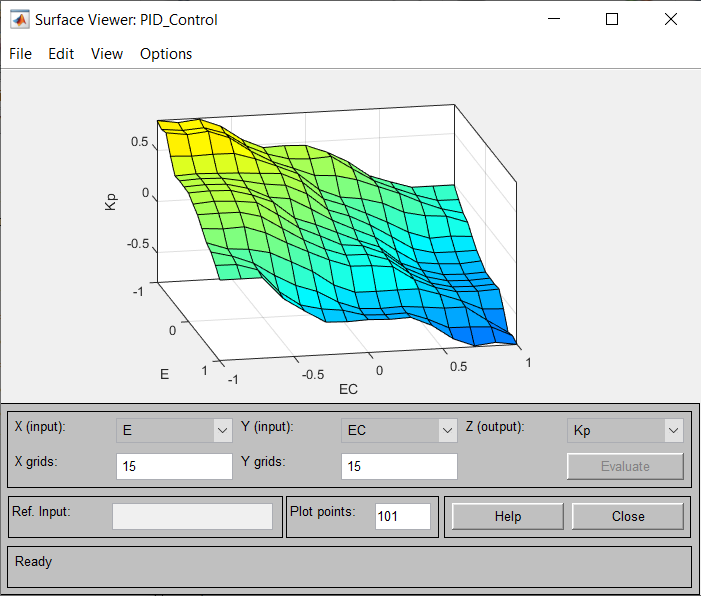 Surface Viewer: PID_Control
File Edit View Options
0.5
0
-0.5
Kp
-1
0
1
E
-1
-0.5
0
0.5
1
EC
X (input): E Y (input): EC Z (output): Kp
X grids: 15 Y grids: 15 Evaluate
Ref. Input: Plot points: 101 Help Close
Ready